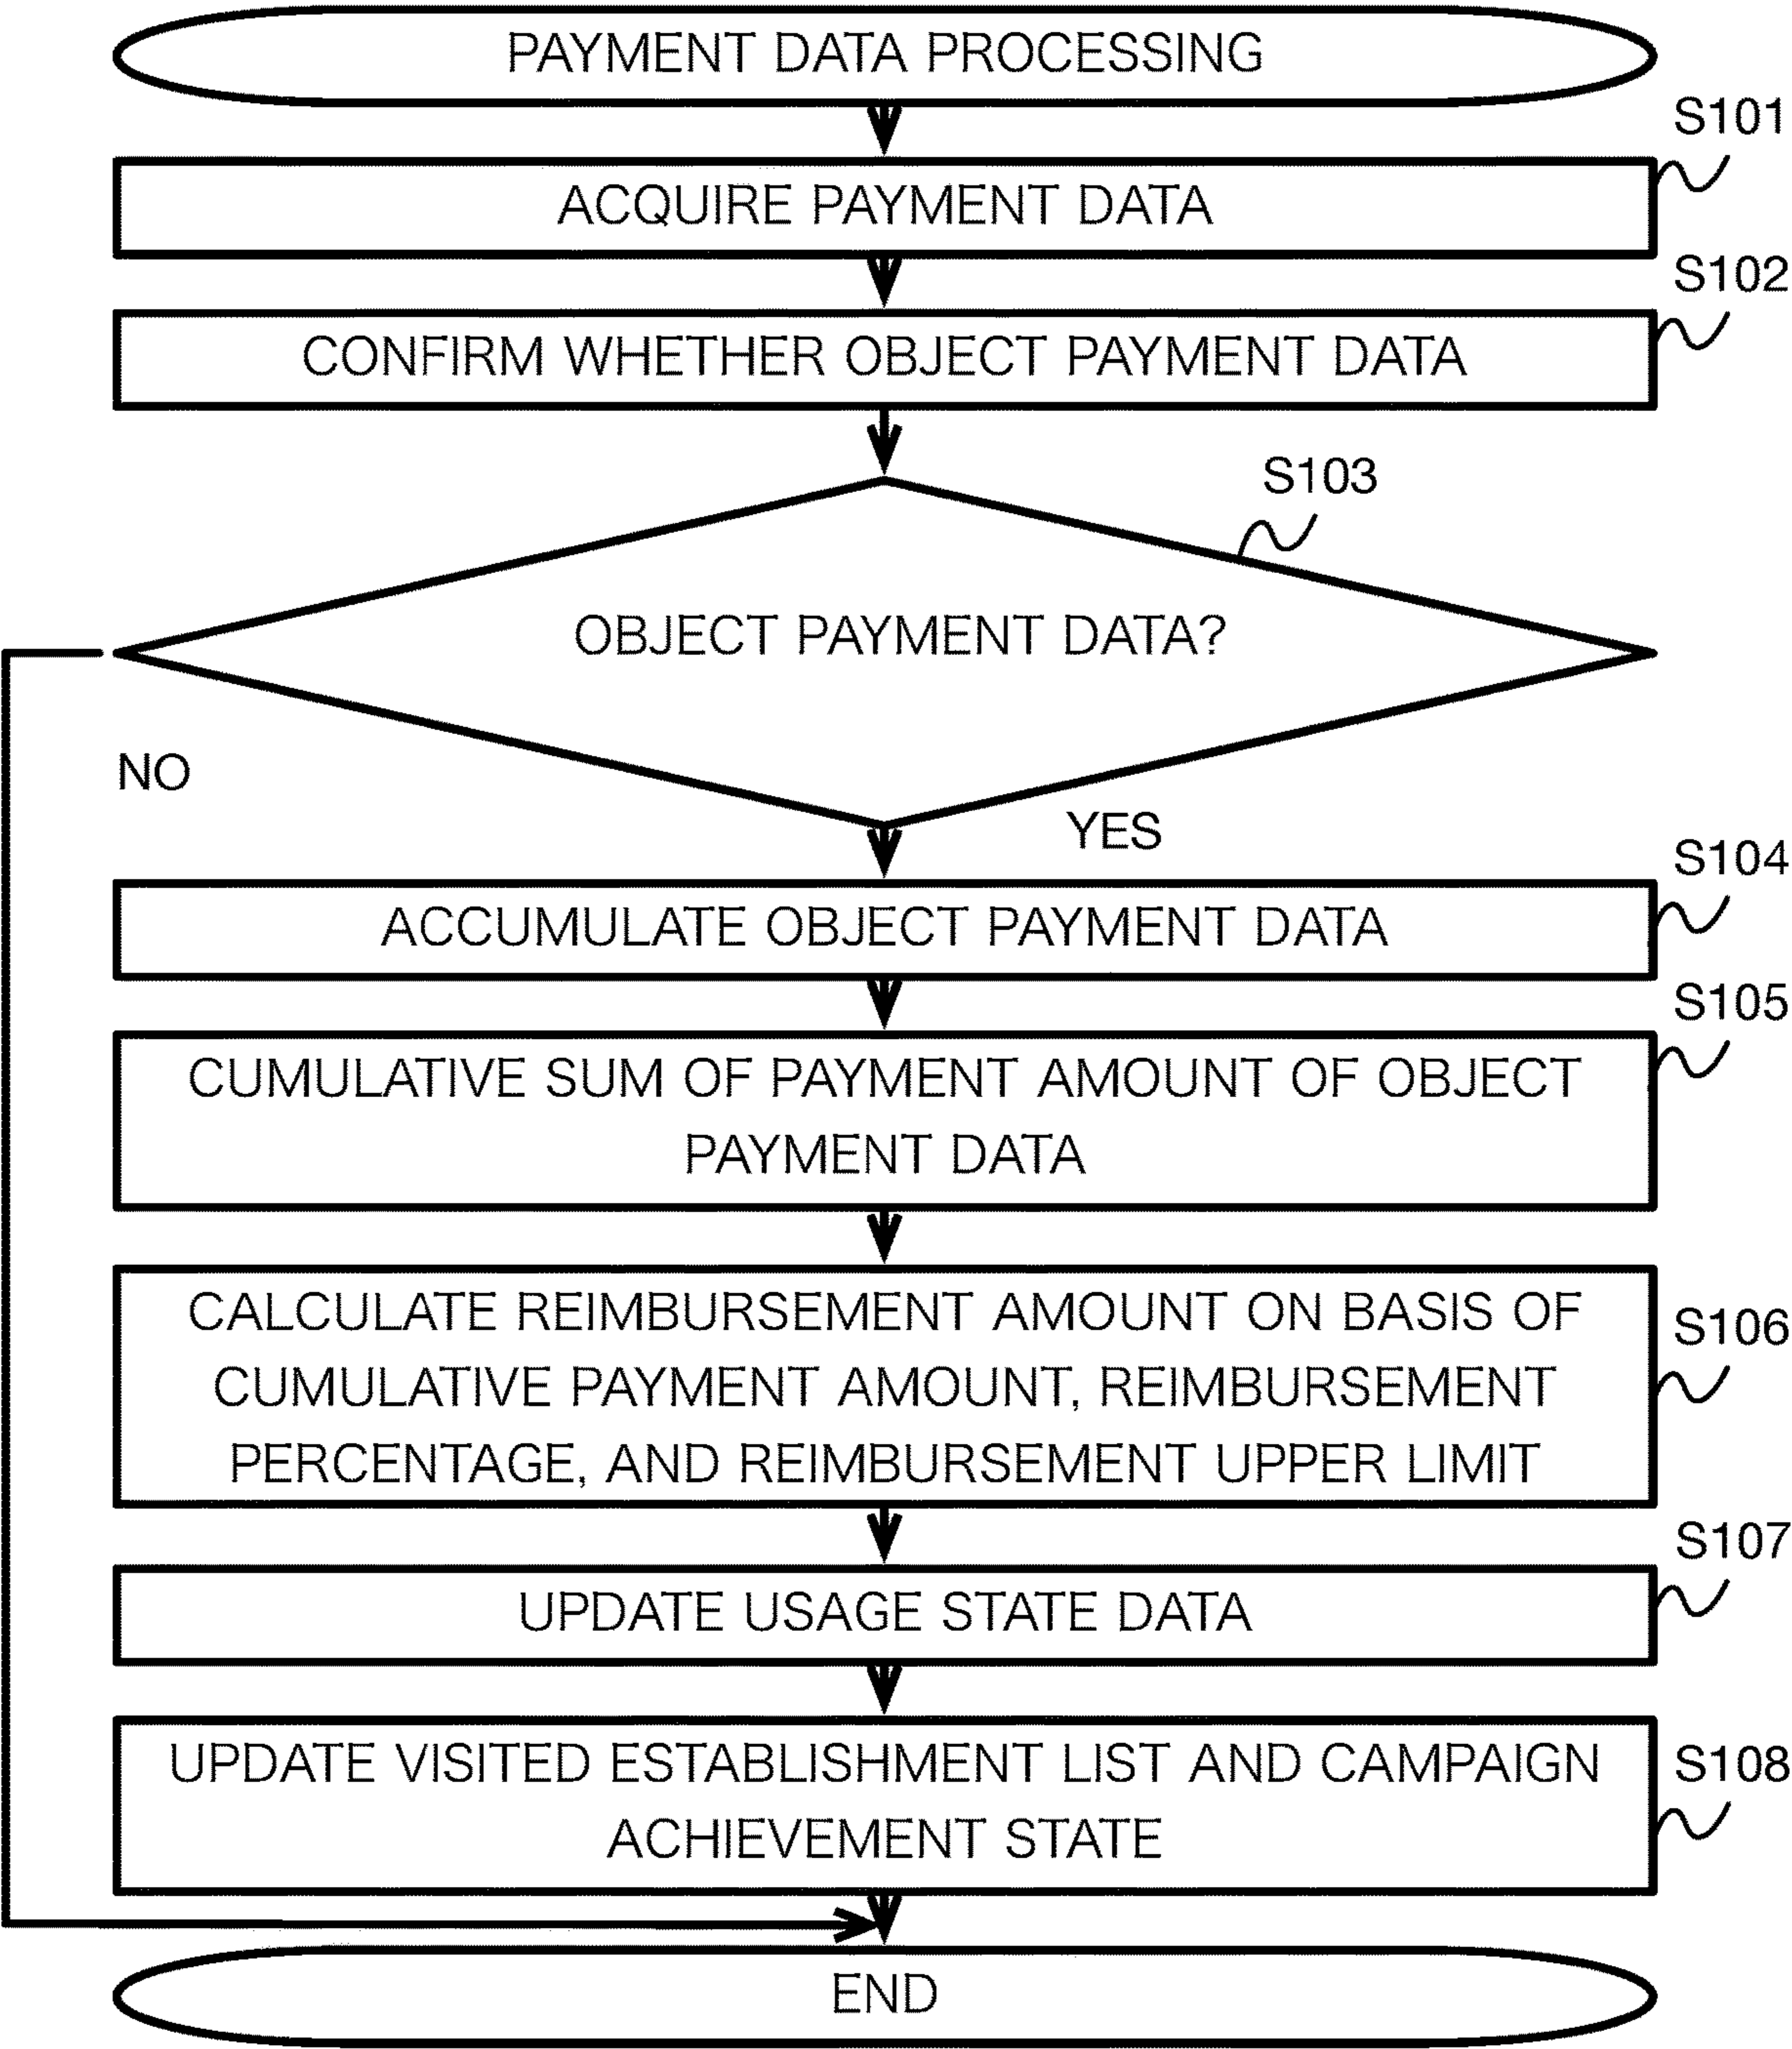 PAYMENT DATA PROCESSING
S101
ACQUIRE PAYMENT DATA
S102
CONFIRM WHETHER OBJECT PAYMENT DATA
S103
OBJECT PAYMENT DATA?
NO
YES
S104
ACCUMULATE OBJECT PAYMENT DATA
S105
CUMULATIVE SUM OF PAYMENT AMOUNT OF OBJECT
PAYMENT DATA
CALCULATE REIMBURSEMENT AMOUNT ON BASIS OF
S106
CUMULATIVE PAYMENT AMOUNT, REIMBURSEMENT
PERCENTAGE, AND REIMBURSEMENT UPPER LIMIT
S107
UPDATE USAGE STATE DATA
UPDATE VISITED ESTABLISHMENT LIST AND CAMPAIGN
S108
ACHIEVEMENT STATE
END